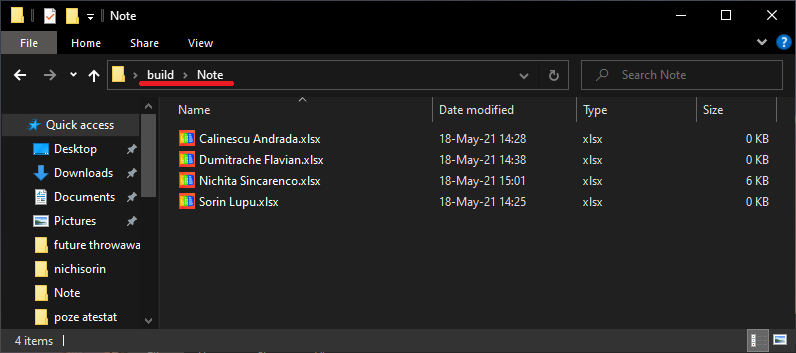 Note
File Home Share View
build > Note
Search Note
Name Date modified Type Size
Quick access
Desktop
Downloads
Documents
Pictures
future throwawa
nichisorin
Note
poze atestat
Calinescu Andrada.xlsx 18-May-21 14:28 xlsx 0 KB
Dumitrache Flavian.xlsx 18-May-21 14:38 xlsx 0 KB
Nichita Sincarenco.xlsx 18-May-21 15:01 xlsx 6 KB
Sorin Lupu.xlsx 18-May-21 14:25 xlsx 0 KB
4 items